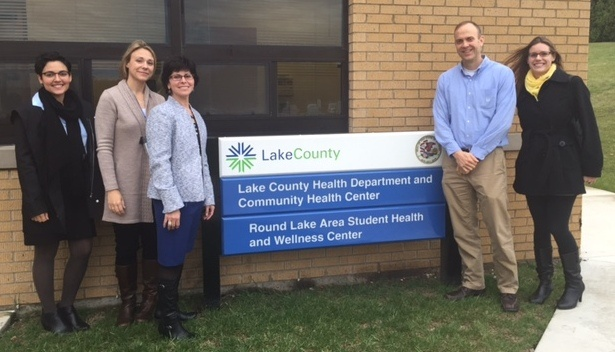 LakeCounty
Lake County Health Department and
Community Health Center
Round Lake Area Student Health
and Wellness Center